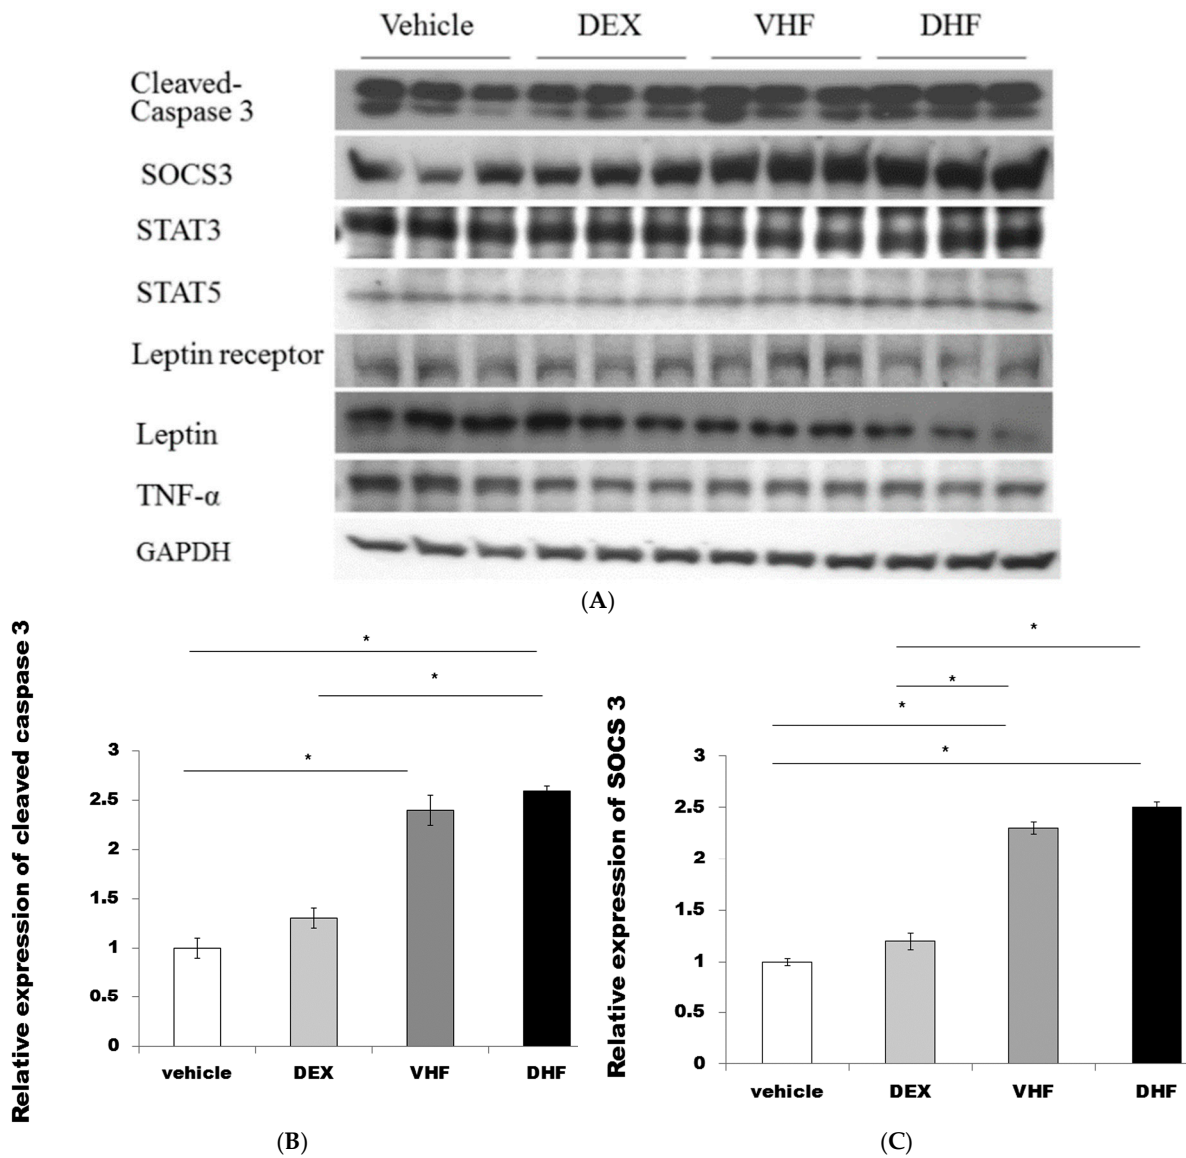 Vehicle DEX VHF DHF
Cleaved-
Caspase 3
SOCS3
STAT3
STAT5
Leptin receptor
Leptin
TNF-α
GAPDH
(A)
Relative expression of cleaved caspase 3
*
*
*
3
2.5
2
1.5
1
0.5
0
vehicle DEX VHF DHF
(B)
Relative expression of SOCS 3
*
*
*
*
3
2.5
2
1.5
1
0.5
0
vehicle DEX VHF DHF
(C)